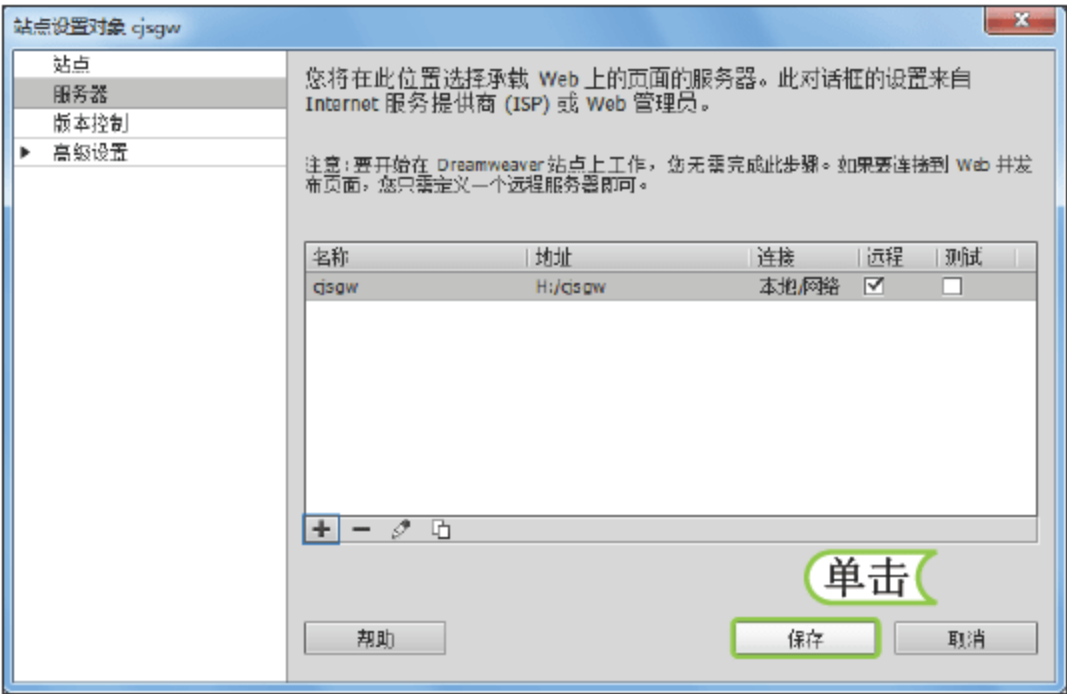 站点设置对象 cjsgw
站点
服务器
版本控制
高级设置
您将在此位置选择承载 Web 上的页面的服务器。此对话框的设置来自
Internet 服务提供商 (ISP) 或 Web 管理员。
注意:要开始在 Dreamweaver 站点上工作，您无需完成此步骤。如果要连接到 Web 并发
布页面，您只需定义一个远程服务器即可。
名称 地址 连接 远程 测试
cjsgw H:/cjsgw 本地/网络
单击
帮助 保存 取消